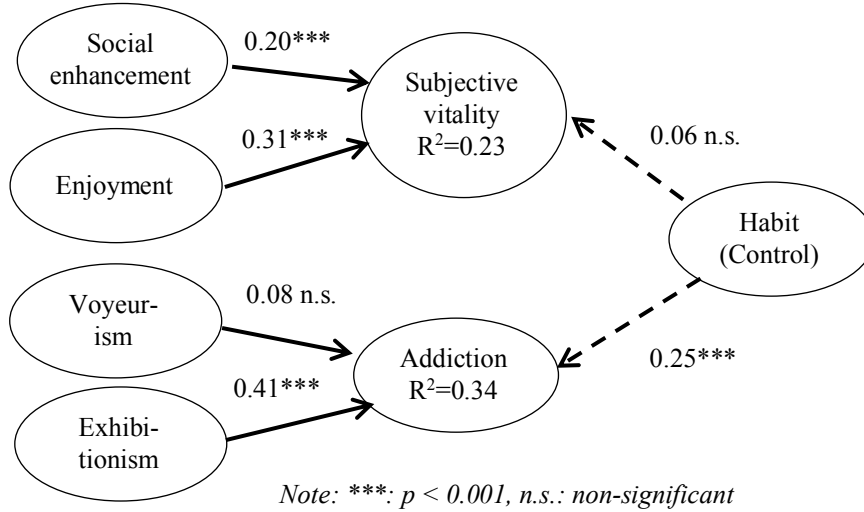 Social
enhancement
0.20***
Subjective
vitality
R²=0.23
0.31***
Enjoyment
0.06 n.s.
Habit
(Control)
Voyeur-
ism
0.08 n.s.
Addiction
R²=0.34
0.25***
0.41***
Exhibi-
tionism
Note: ***: p < 0.001, n.s.: non-significant